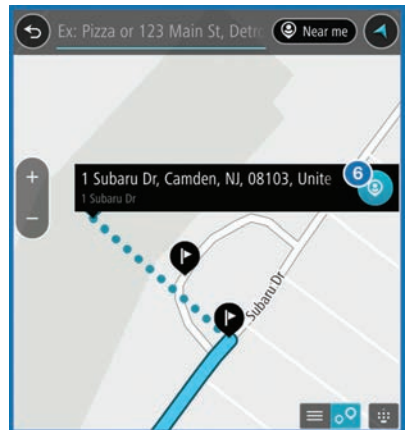 Ex: Pizza or 123 Main St, Detro
Near me
1 Subaru Dr, Camden, NJ, 08103, Unite
6
1 Subaru Dr
Subaru Dr